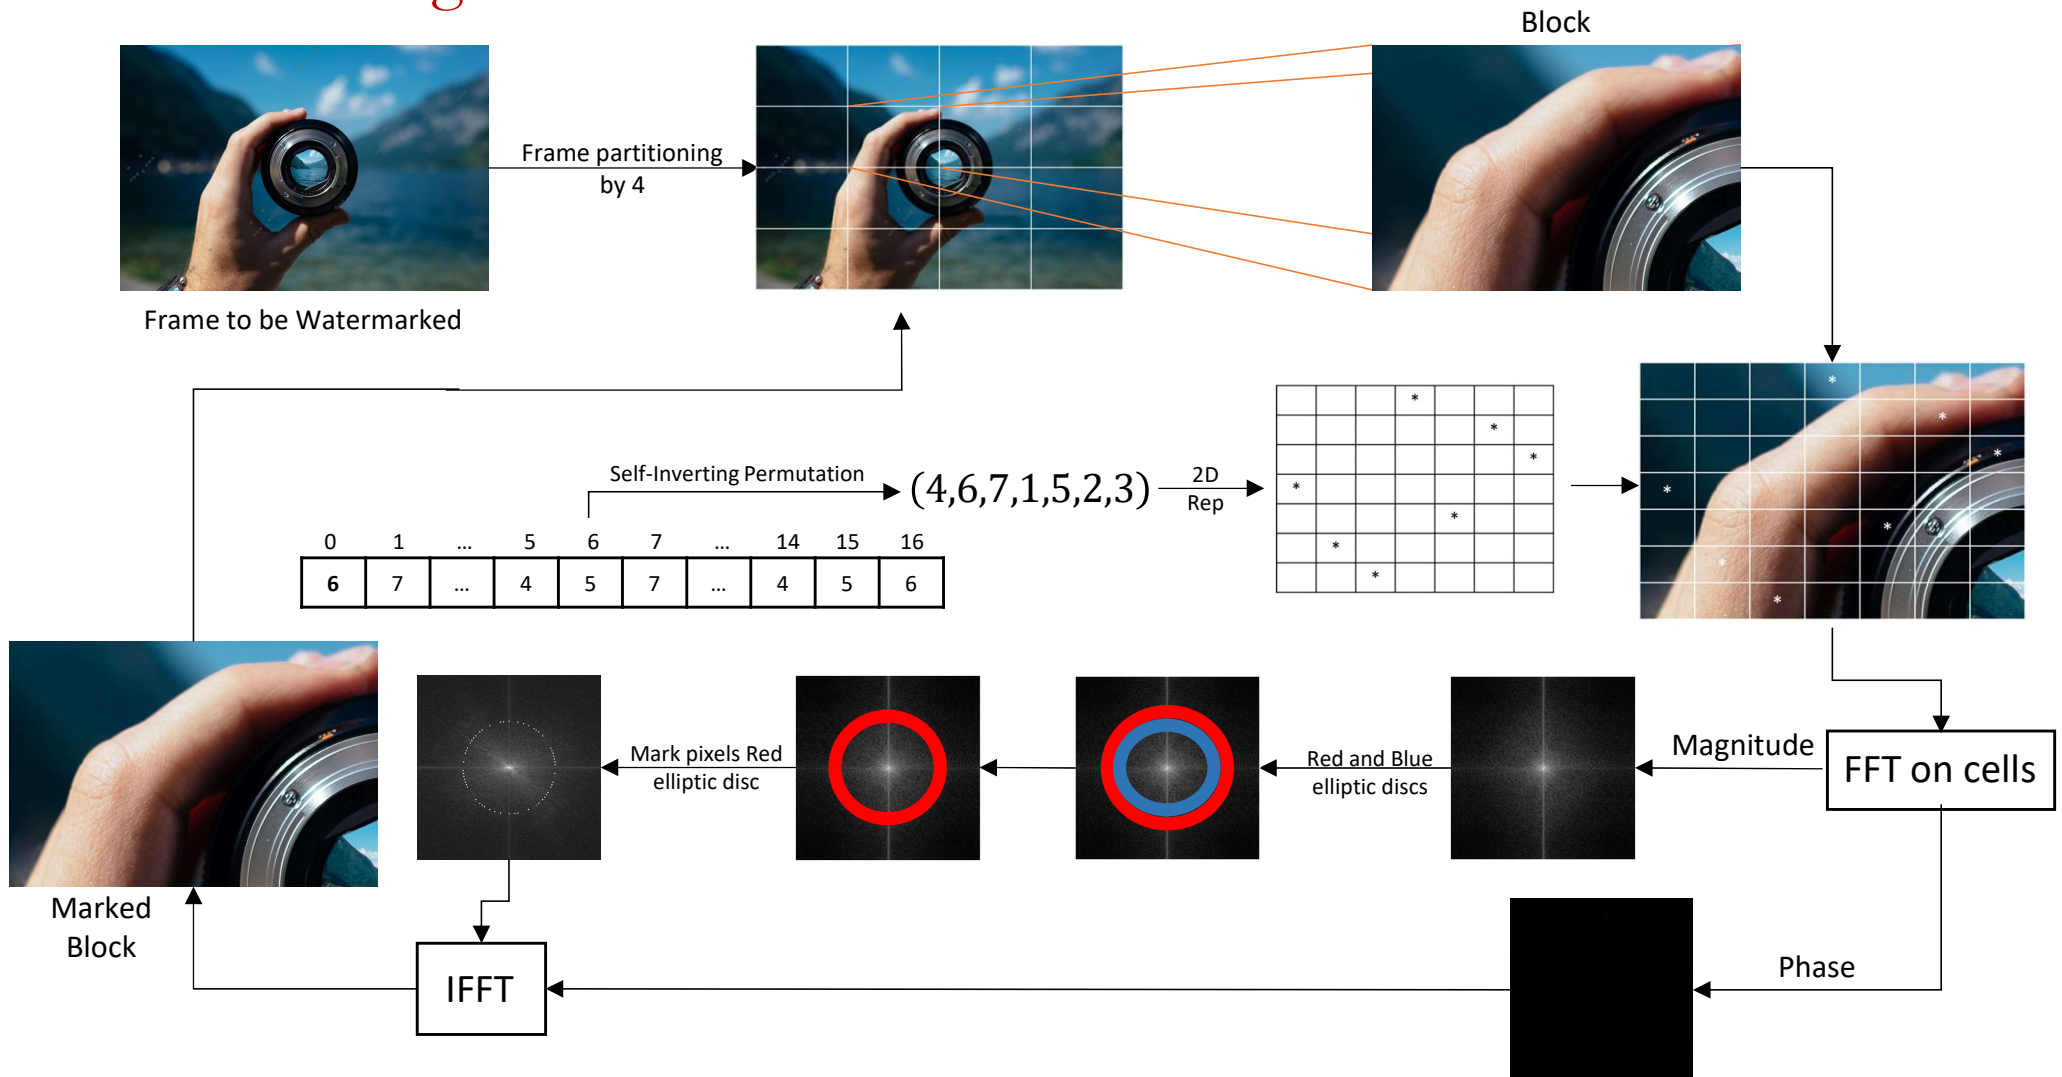 Block
Frame partitioning
by 4
Frame to be Watermarked
Self-Inverting Permutation
(4,6,7,1,5,2,3)
2D
Rep
*
*
*
*
*
*
*
*
*
*
*
*
*
*
0 1 ... 5 6 7 ... 14 15 16
6 7 ... 4 5 7 ... 4 5 6
Mark pixels Red
elliptic disc
Red and Blue
elliptic discs
Magnitude
FFT on cells
Marked
Block
IFFT
Phase